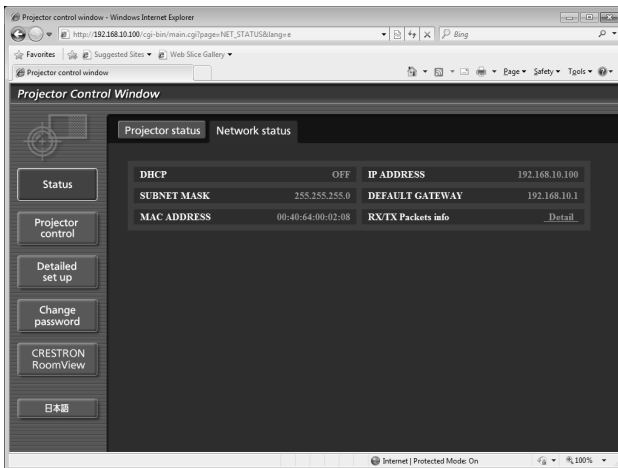 Projector control window - Windows Internet Explorer
http://192.168.10.100/cgi-bin/main.cgi?page=NET_STATUS&lang=e
Bing
Favorites Suggested Sites Web Slice Gallery
Projector control window
Page Safety Tools
Projector Control Window
Projector status Network status
Status
Projector control
Detailed set up
Change password
CRESTRON RoomView
日本語
DHCP OFF IP ADDRESS 192.168.10.100
SUBNET MASK 255.255.255.0 DEFAULT GATEWAY 192.168.10.1
MAC ADDRESS 00:40:64:00:02:08 RX/TX Packets info Detail
Internet | Protected Mode: On 100%